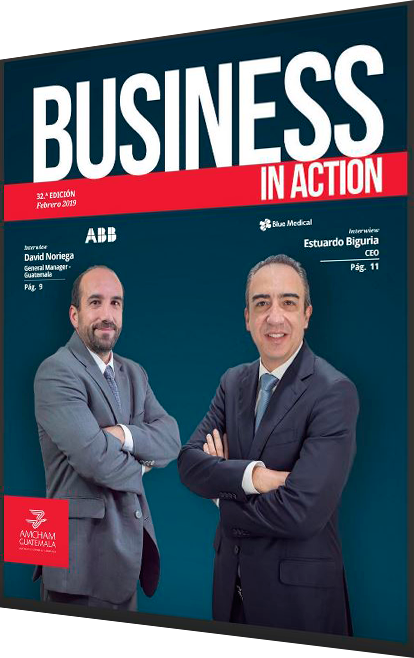 BUSINESS
IN ACTION
32.ª EDICIÓN
Febrero 2019
ABB
Interview
David Noriega
General Manager -
Guatemala
Pág. 9
Blue Medical
Interview
Estuardo Biguria
CEO
Pág. 11
AMCHAM
GUATEMALA